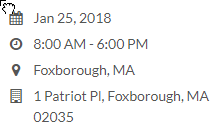 Jan 25, 2018
8:00 AM - 6:00 PM
Foxborough, MA
1 Patriot Pl, Foxborough, MA
02035